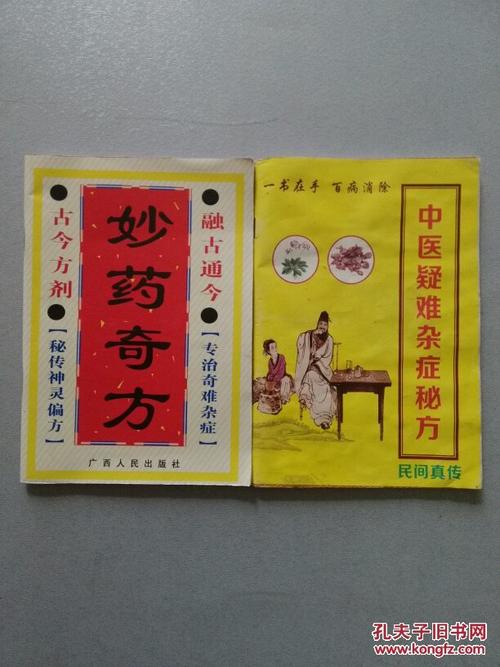 妙药奇方
融古通今
【专治奇难杂症】
古今方剂
【秘传神灵偏方】
广西人民出版社
一书在手 百病消除
中医疑难杂症秘方
民间真传
孔夫子旧书网
www.kongfz.com